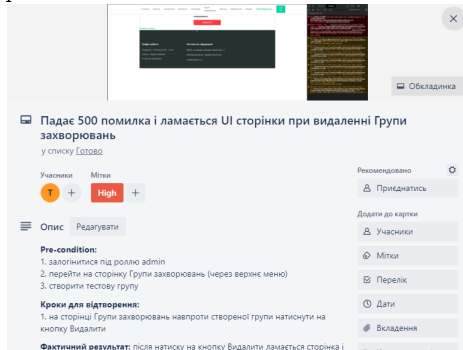 Обкладинка
Падає 500 помилка і ламається UI сторінки при видаленні Групи
захворювань
у списку Готово
Учасники Мітки
T + High +
Рекомендовано
Приєднатись
Додати до картки
Учасники
Мітки
Перелік
Дати
Вкладення
Опис Редагувати
Pre-condition:
1. залогінитися під роллю admin
2. перейти на сторінку Групи захворювань (через верхнє меню)
3. створити тестову групу
Кроки для відтворення:
1. на сторінці Групи захворювань навпроти створеної групи натиснути на
кнопку Видалити
Фактичний результат: після натиску на кнопку Видалити ламається сторінка і